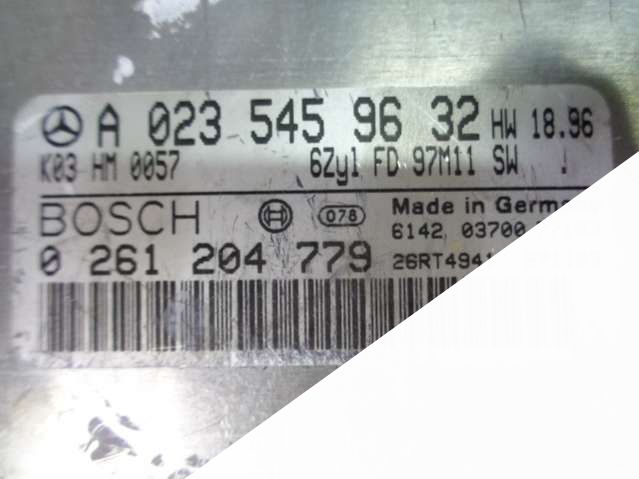 A 023 545 96 32 HW 18.96
K03 HM 0057 6Zyl FD 97M11 SW
BOSCH 078 Made in
6142 03700
0 261 204 779 26RT494